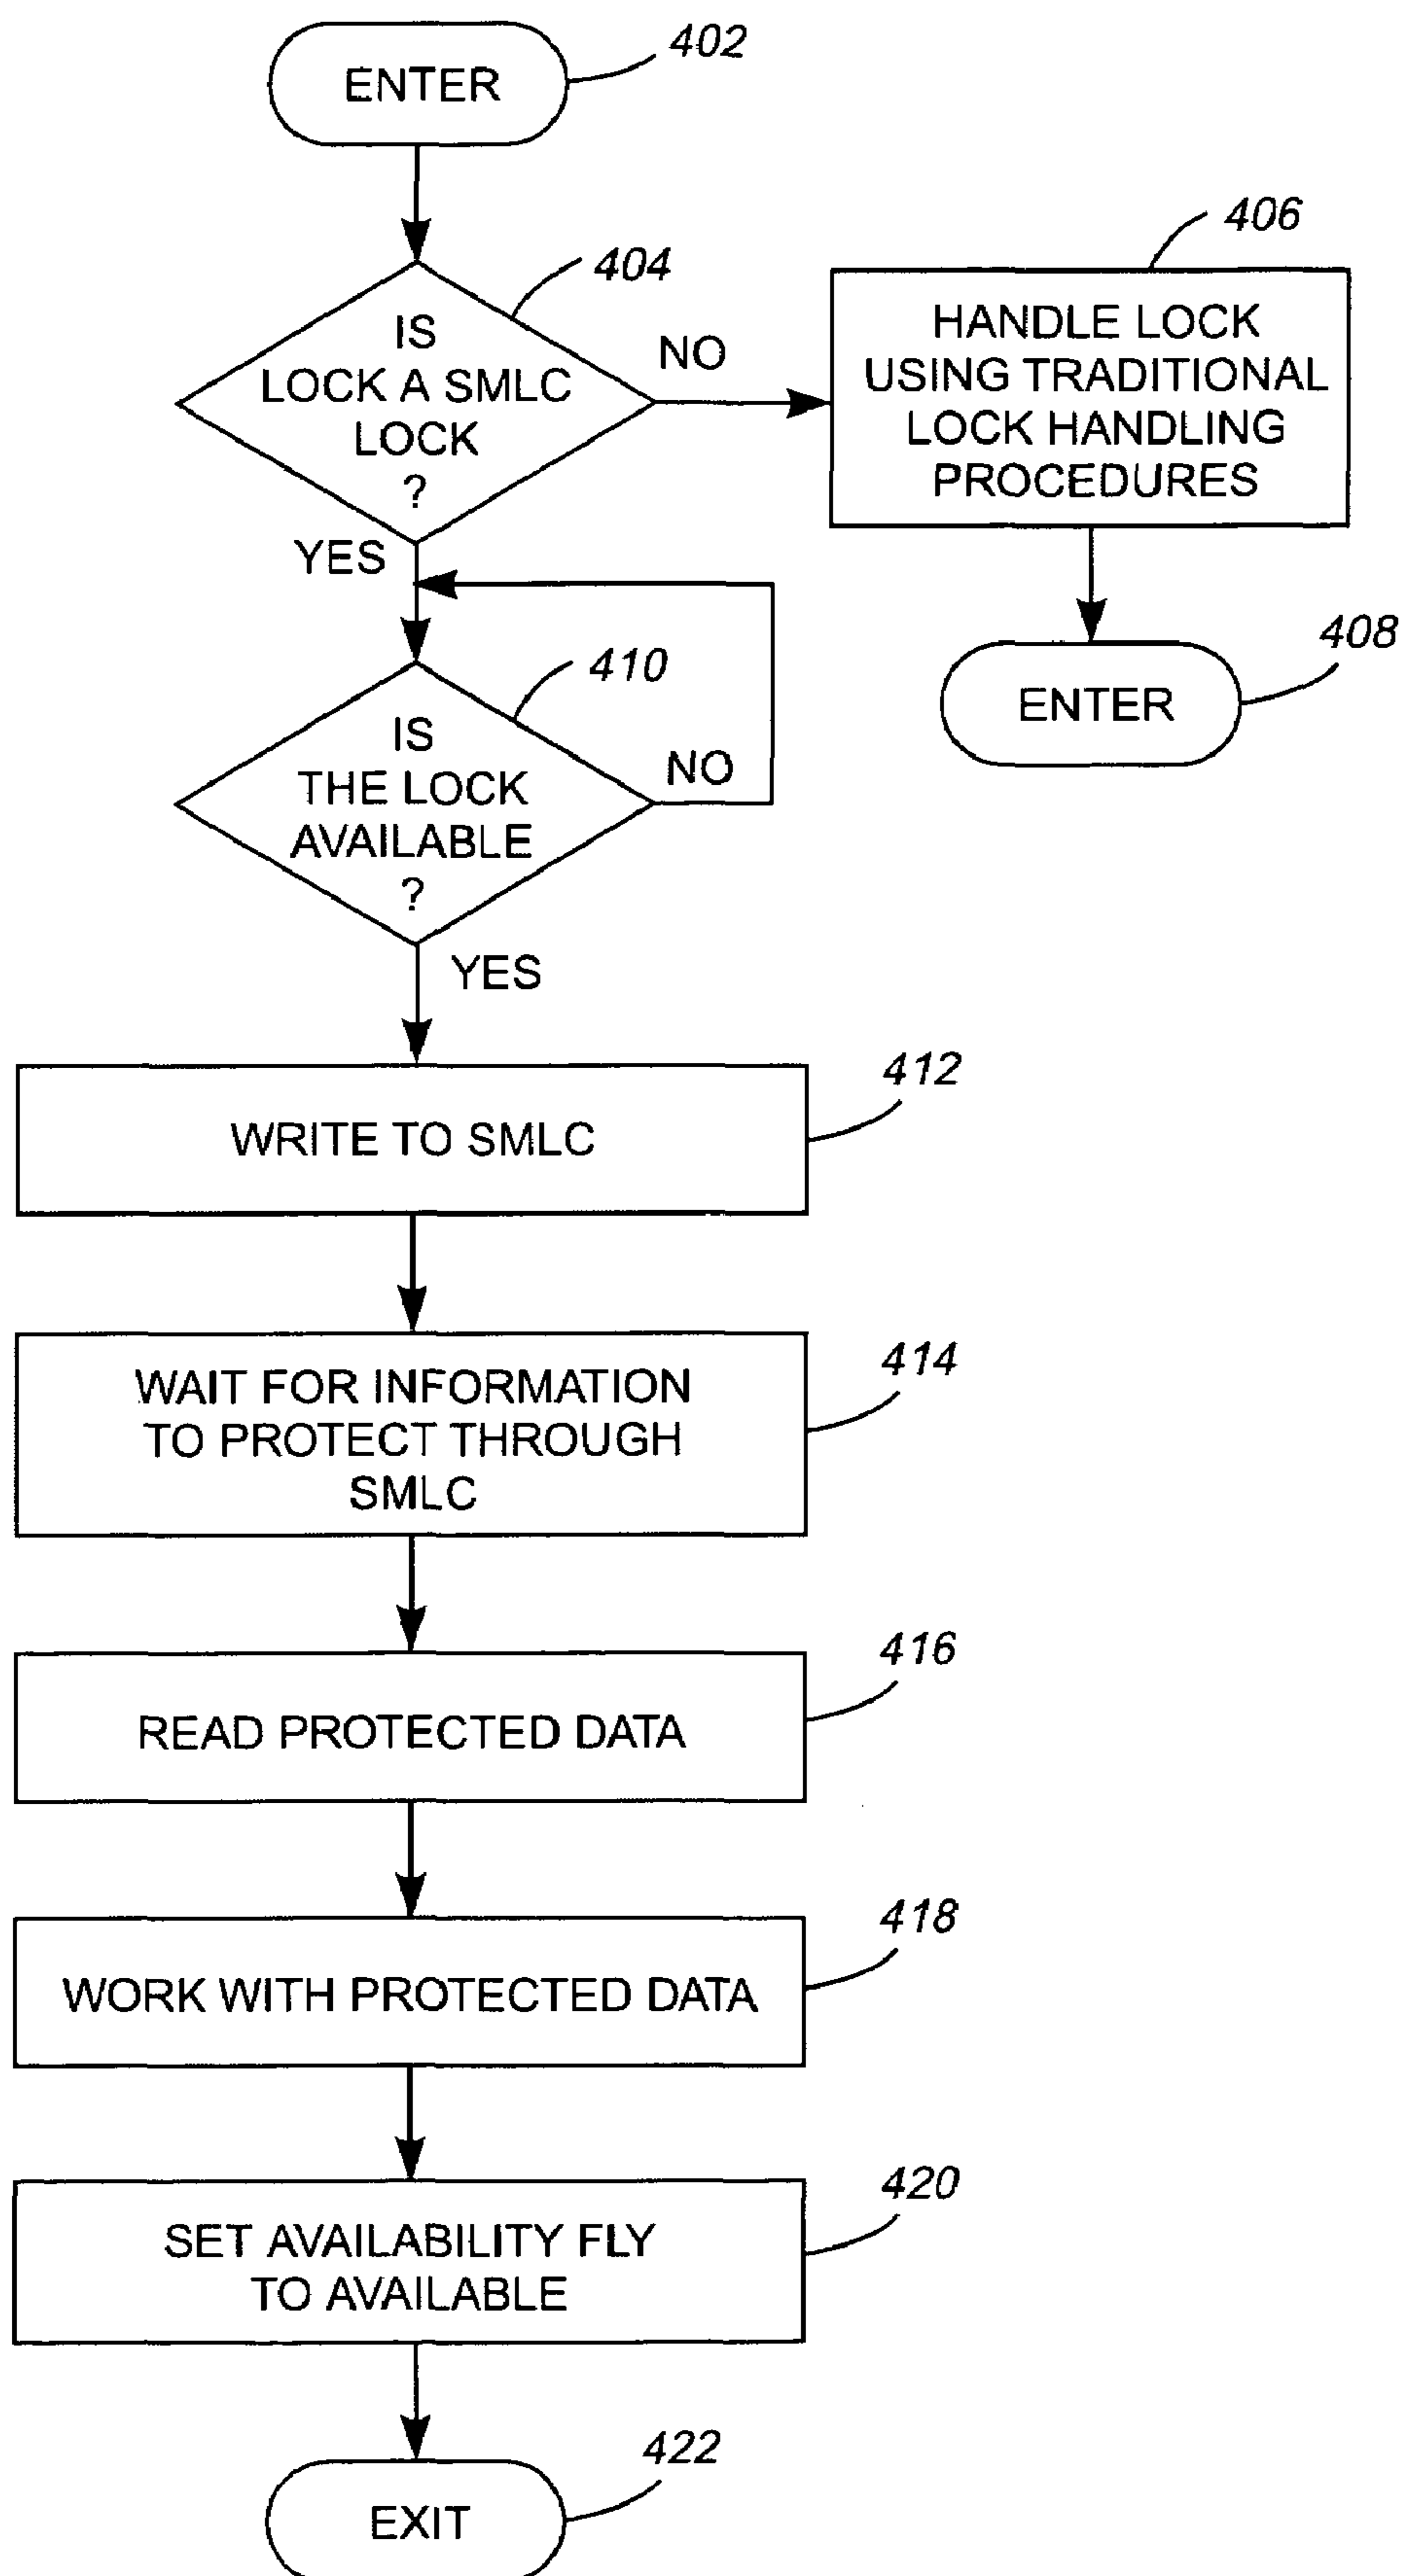 402
ENTER
404
IS
LOCK A SMLC
LOCK
?
NO
406
HANDLE LOCK
USING TRADITIONAL
LOCK HANDLING
PROCEDURES
YES
408
ENTER
410
IS
THE LOCK
AVAILABLE
?
NO
YES
412
WRITE TO SMLC
414
WAIT FOR INFORMATION
TO PROTECT THROUGH
SMLC
416
READ PROTECTED DATA
418
WORK WITH PROTECTED DATA
420
SET AVAILABILITY FLY
TO AVAILABLE
422
EXIT